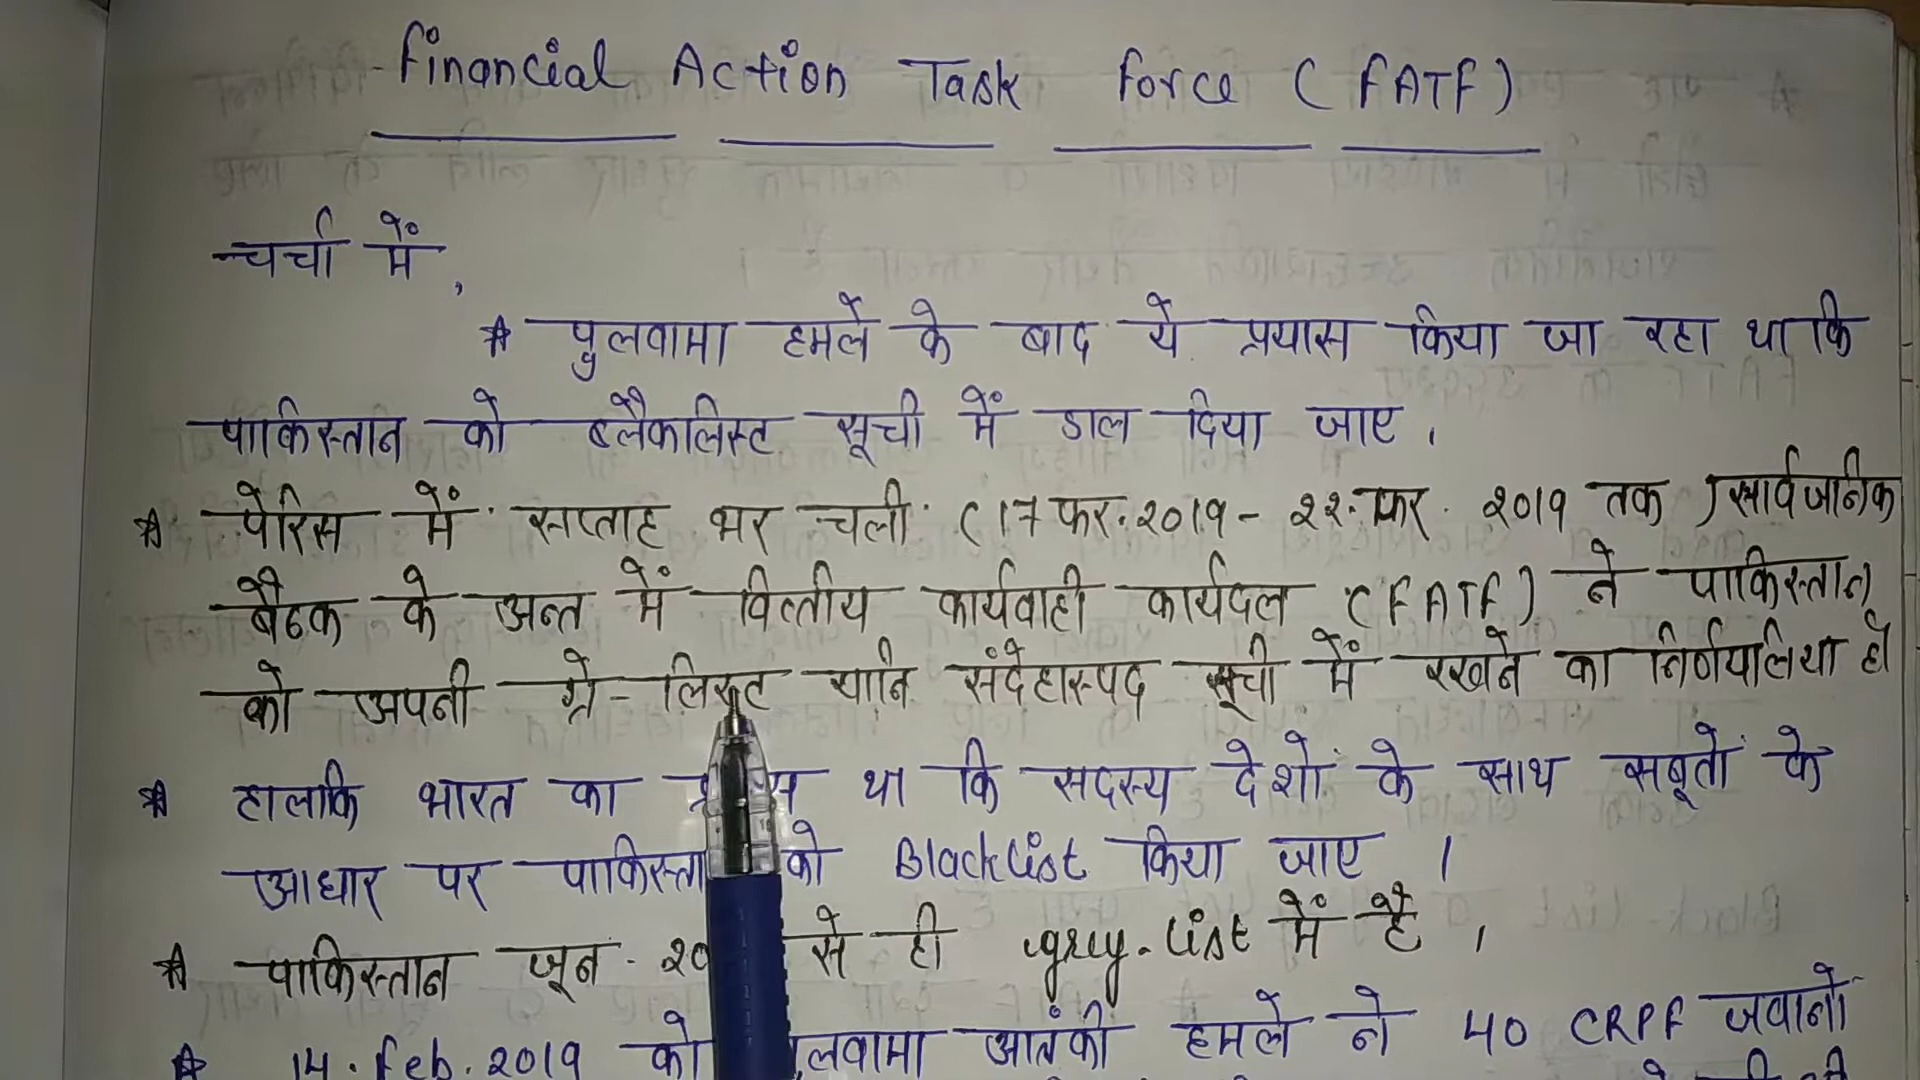 Financial Action Task Force (FATF)
चर्चा में,
* पुलवामा हमले के बाद ये प्रयास किया जा रहा था कि
पाकिस्तान को ब्लैकलिस्ट सूची में डाल दिया जाए।
* पेरिस में सप्ताह भर चली (17 फर. 2019 - 22 फर. 2019 तक) सार्वजनिक
बैठक के अन्त में वित्तीय कार्यवाही कार्यदल (FATF) ने पाकिस्तान
को अपनी ग्रे-लिस्ट यानि संदेहास्पद सूची में रखने का निर्णय लिया है
* हालांकि भारत का था कि सदस्य देशों के साथ सबूतों के
आधार पर को Blacklist किया जाए।
* पाकिस्तान जून से ही grey-list में है।
* 14. Feb. 2019 को आतंकी हमले ने 40 CRPF जवानों